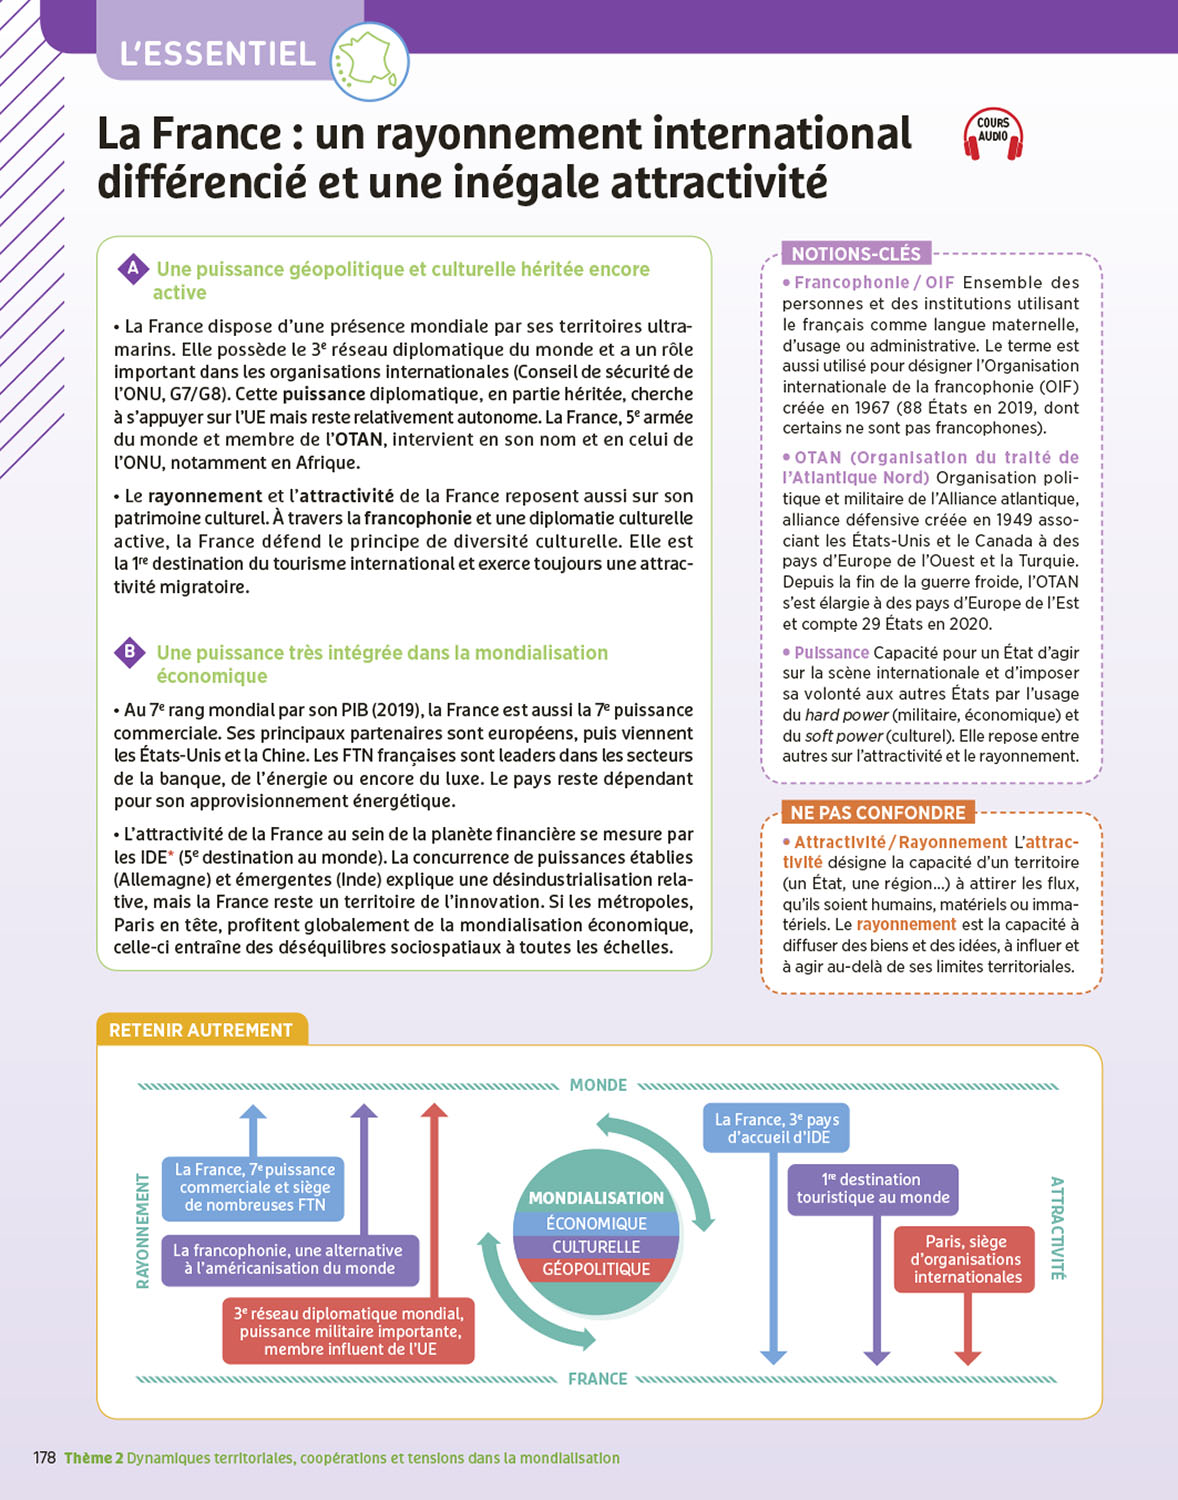 L'ESSENTIEL
La France : un rayonnement international
différencié et une inégale attractivité
COURS
AUDIO
A Une puissance géopolitique et culturelle héritée encore
active
• La France dispose d'une présence mondiale par ses territoires ultra-
marins. Elle possède le 3e réseau diplomatique du monde et a un rôle
important dans les organisations internationales (Conseil de sécurité de
l'ONU, G7/G8). Cette puissance diplomatique, en partie héritée, cherche
à s'appuyer sur l'UE mais reste relativement autonome. La France, 5e armée
du monde et membre de l'OTAN, intervient en son nom et en celui de
l'ONU, notamment en Afrique.
• Le rayonnement et l'attractivité de la France reposent aussi sur son
patrimoine culturel. À travers la francophonie et une diplomatie culturelle
active, la France défend le principe de diversité culturelle. Elle est
la 1re destination du tourisme international et exerce toujours une attrac-
tivité migratoire.
B Une puissance très intégrée dans la mondialisation
économique
• Au 7e rang mondial par son PIB (2019), la France est aussi la 7e puissance
commerciale. Ses principaux partenaires sont européens, puis viennent
les États-Unis et la Chine. Les FTN françaises sont leaders dans les secteurs
de la banque, de l'énergie ou encore du luxe. Le pays reste dépendant
pour son approvisionnement énergétique.
• L'attractivité de la France au sein de la planète financière se mesure par
les IDE* (5e destination au monde). La concurrence de puissances établies
(Allemagne) et émergentes (Inde) explique une désindustrialisation rela-
tive, mais la France reste un territoire de l'innovation. Si les métropoles,
Paris en tête, profitent globalement de la mondialisation économique,
celle-ci entraîne des déséquilibres sociospatiaux à toutes les échelles.
NOTIONS-CLÉS
• Francophonie / OIF Ensemble des
personnes et des institutions utilisant
le français comme langue maternelle,
d'usage ou administrative. Le terme est
aussi utilisé pour désigner l'Organisation
internationale de la francophonie (OIF)
créée en 1967 (88 États en 2019, dont
certains ne sont pas francophones).
• OTAN (Organisation du traité de
l'Atlantique Nord) Organisation poli-
tique et militaire de l'Alliance atlantique,
alliance défensive créée en 1949 asso-
ciant les États-Unis et le Canada à des
pays d'Europe de l'Ouest et la Turquie.
Depuis la fin de la guerre froide, l'OTAN
s'est élargie à des pays d'Europe de l'Est
et compte 29 États en 2020.
• Puissance Capacité pour un État d'agir
sur la scène internationale et d'imposer
sa volonté aux autres États par l'usage
du hard power (militaire, économique) et
du soft power (culturel). Elle repose entre
autres sur l'attractivité et le rayonnement.
NE PAS CONFONDRE
• Attractivité / Rayonnement L'attrac-
tivité désigne la capacité d'un territoire
(un État, une région...) à attirer les flux,
qu'ils soient humains, matériels ou imma-
tériels. Le rayonnement est la capacité à
diffuser des biens et des idées, à influer et
à agir au-delà de ses limites territoriales.
RETENIR AUTREMENT
MONDE
RAYONNEMENT
La France, 7e puissance
commerciale et siège
de nombreuses FTN
La francophonie, une alternative
à l'américanisation du monde
3e réseau diplomatique mondial,
puissance militaire importante,
membre influent de l'UE
MONDIALISATION
ÉCONOMIQUE
CULTURELLE
GÉOPOLITIQUE
La France, 3e pays
d'accueil d'IDE
1re destination
touristique au monde
Paris, siège
d'organisations
internationales
ATTRACTIVITÉ
FRANCE
178 Thème 2 Dynamiques territoriales, coopérations et tensions dans la mondialisation